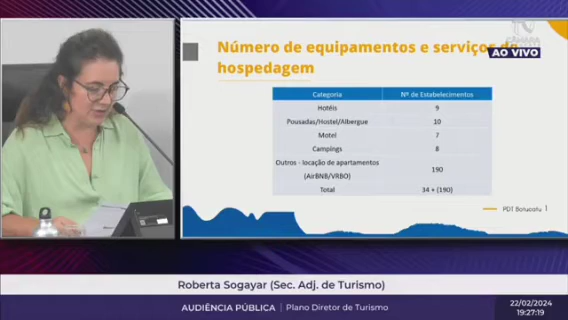 Número de equipamentos e serviços de
hospedagem
CÂMARA
AO VIVO
Categoria Nº de Estabelecimentos
Hotéis 9
Pousadas/Hostel/Albergue 10
Motel 7
Campings 8
Outros - locação de apartamentos
(AirBNB/VRBO) 190
Total 34 + (190)
PDT Botucatu 1
Roberta Sogayar (Sec. Adj. de Turismo)
AUDIÊNCIA PÚBLICA | Plano Diretor de Turismo
22/02/2024
19:27:19